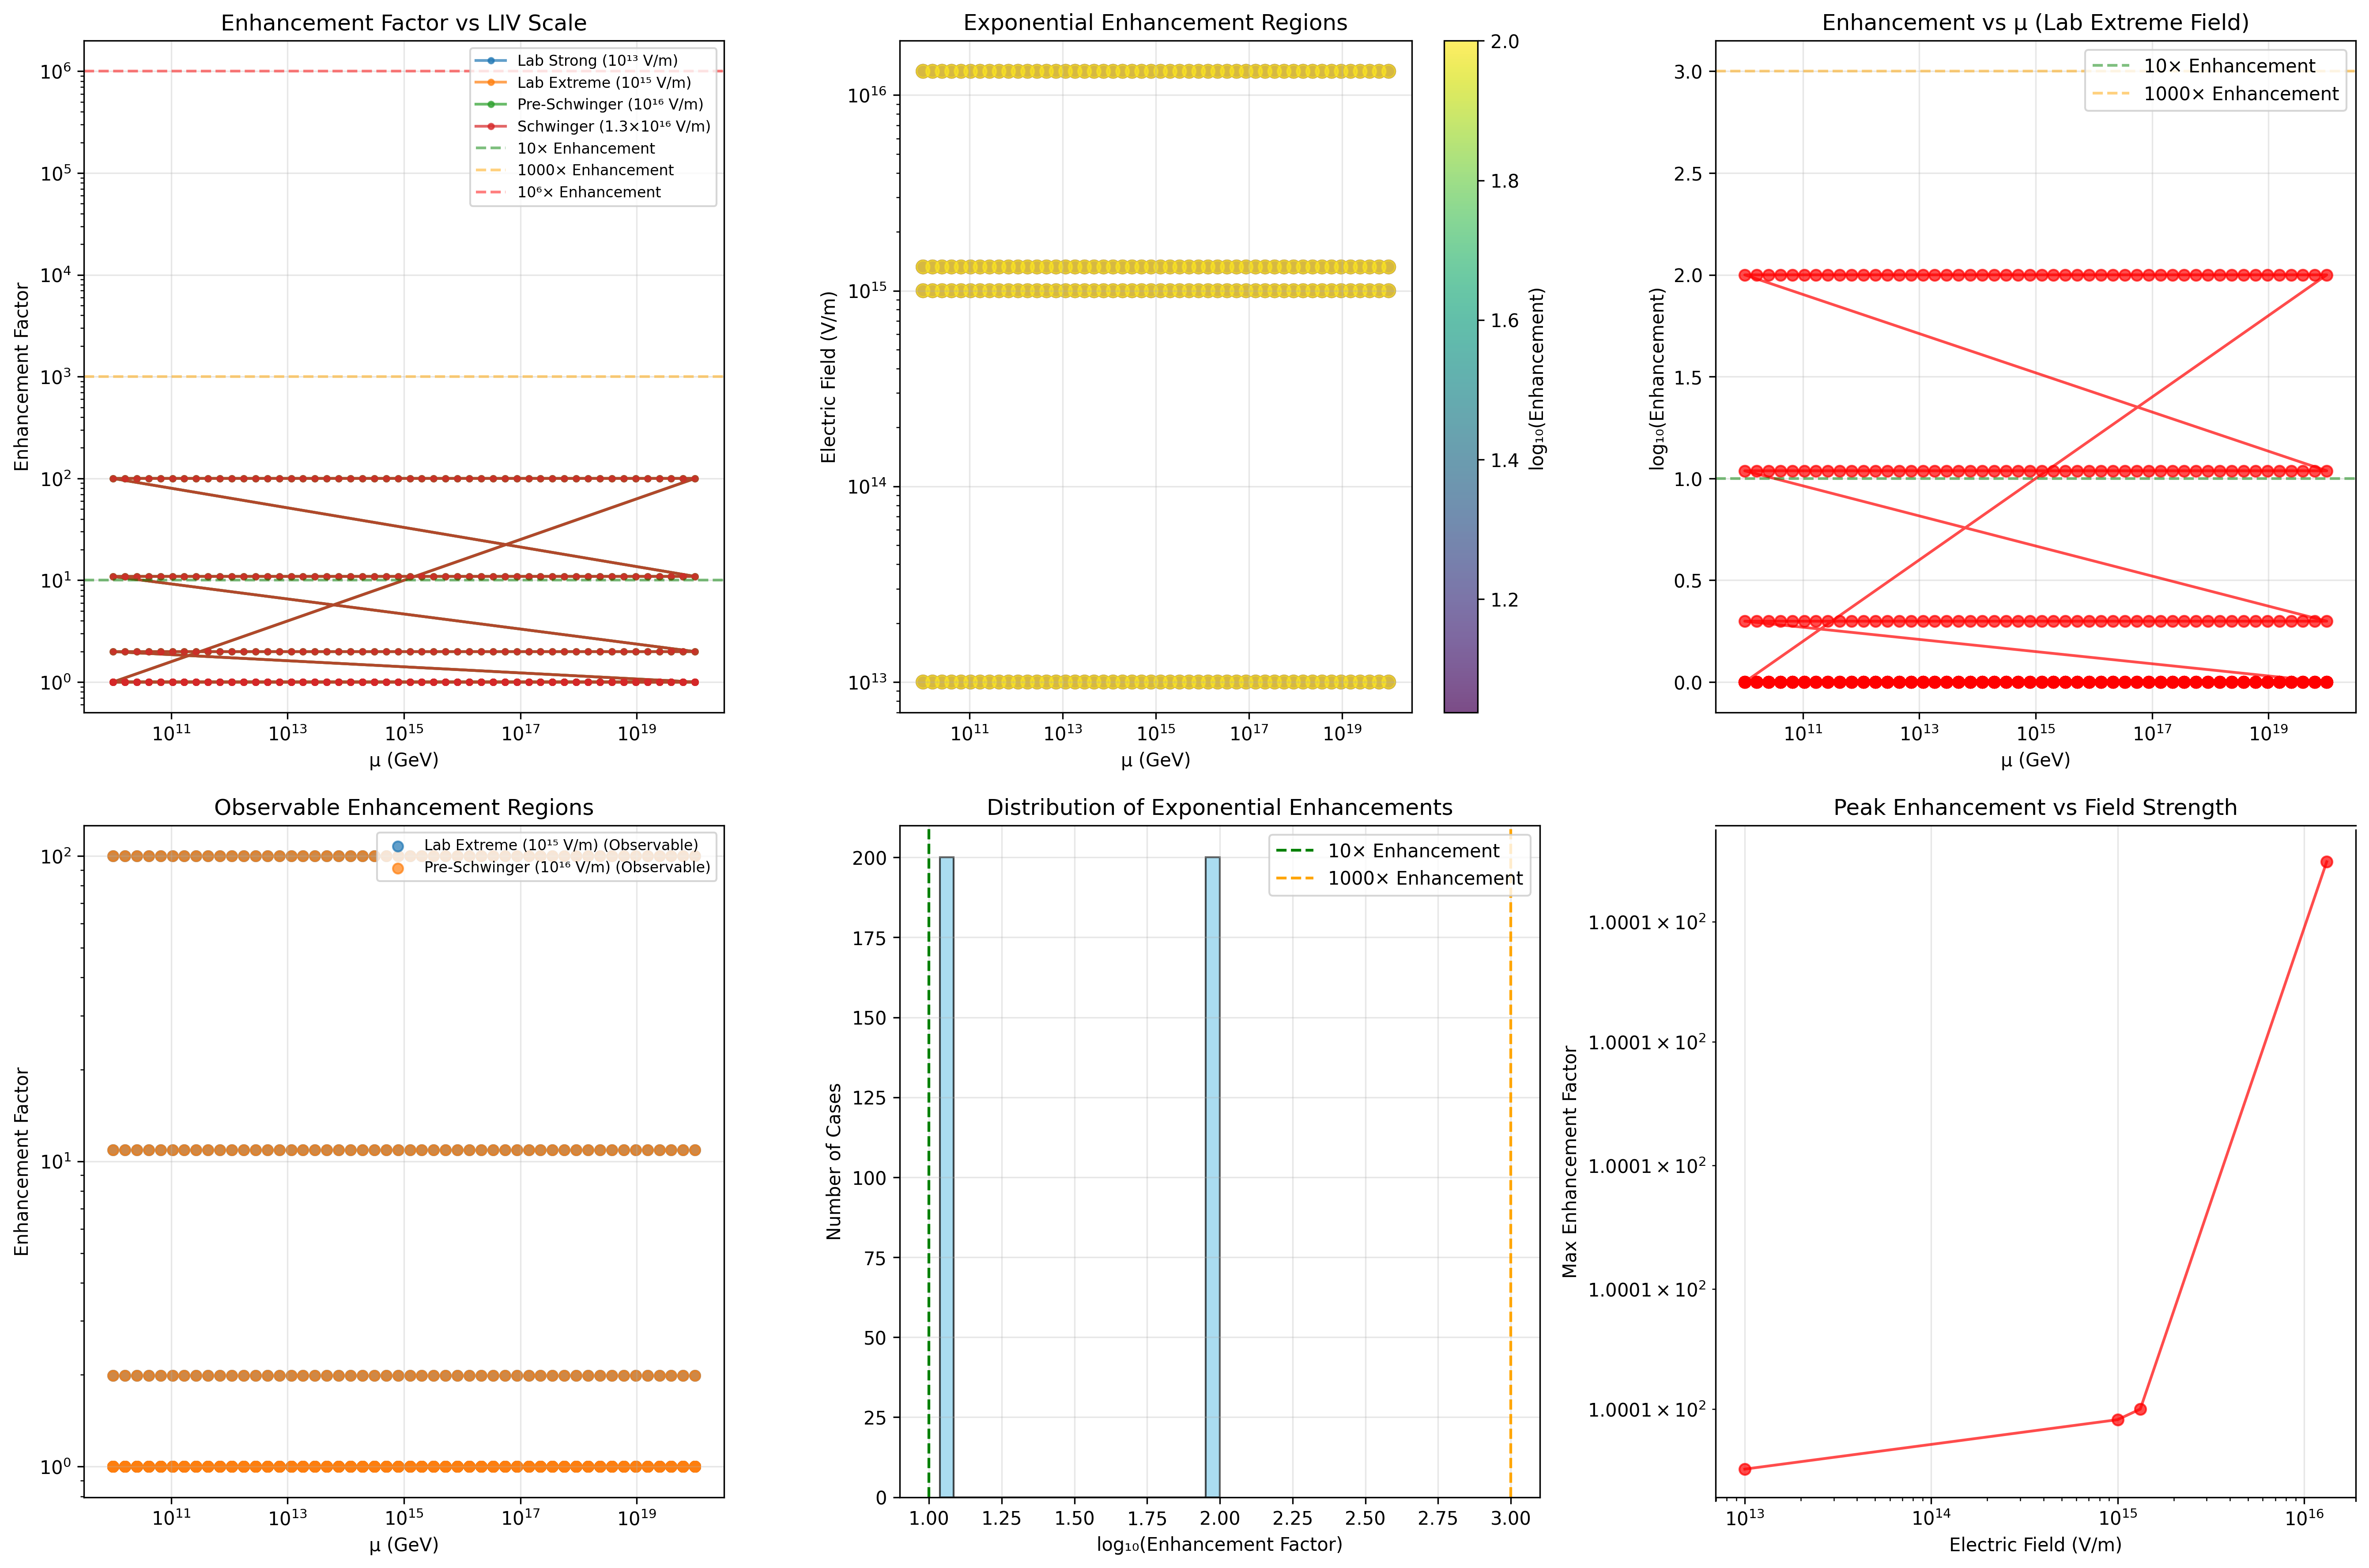 Enhancement Factor vs LIV Scale
Enhancement Factor
10⁶
10⁵
10⁴
10³
10²
10¹
10⁰
Lab Strong (10¹³ V/m)
Lab Extreme (10¹⁵ V/m)
Pre-Schwinger (10¹⁶ V/m)
Schwinger (1.3×10¹⁶ V/m)
10× Enhancement
1000× Enhancement
10⁶× Enhancement
10¹¹ 10¹³ 10¹⁵ 10¹⁷ 10¹⁹
μ (GeV)
Exponential Enhancement Regions
Electric Field (V/m)
10¹⁶
10¹⁵
10¹⁴
10¹³
10¹¹ 10¹³ 10¹⁵ 10¹⁷ 10¹⁹
μ (GeV)
2.0
1.8
1.6
1.4
1.2
log₁₀(Enhancement)
Enhancement vs μ (Lab Extreme Field)
log₁₀(Enhancement)
3.0
2.5
2.0
1.5
1.0
0.5
0.0
10× Enhancement
1000× Enhancement
10¹¹ 10¹³ 10¹⁵ 10¹⁷ 10¹⁹
μ (GeV)
Observable Enhancement Regions
Enhancement Factor
10²
10¹
10⁰
Lab Extreme (10¹⁵ V/m) (Observable)
Pre-Schwinger (10¹⁶ V/m) (Observable)
10¹¹ 10¹³ 10¹⁵ 10¹⁷ 10¹⁹
μ (GeV)
Distribution of Exponential Enhancements
Number of Cases
200
175
150
125
100
75
50
25
0
10× Enhancement
1000× Enhancement
1.00 1.25 1.50 1.75 2.00 2.25 2.50 2.75 3.00
log₁₀(Enhancement Factor)
Peak Enhancement vs Field Strength
Max Enhancement Factor
1.0001 × 10²
1.0001 × 10²
1.0001 × 10²
1.0001 × 10²
1.0001 × 10²
10¹³ 10¹⁴ 10¹⁵ 10¹⁶
Electric Field (V/m)